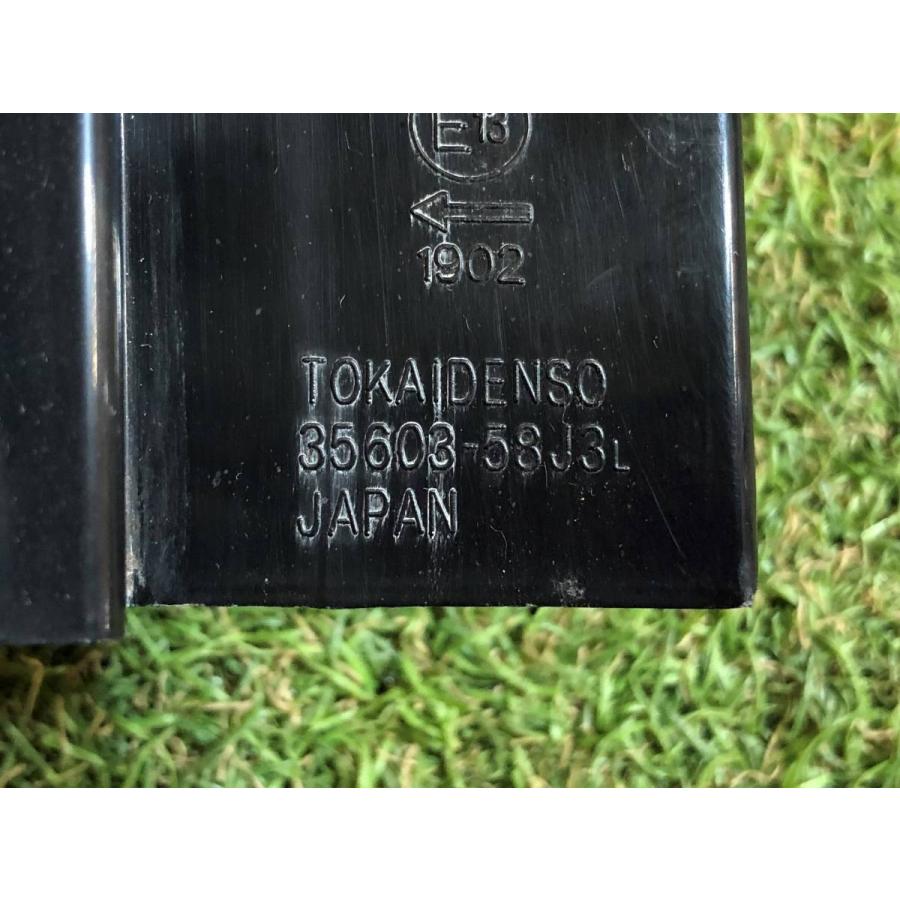 E13
1902
TOKAIDENSO
35603-58J3L
JAPAN